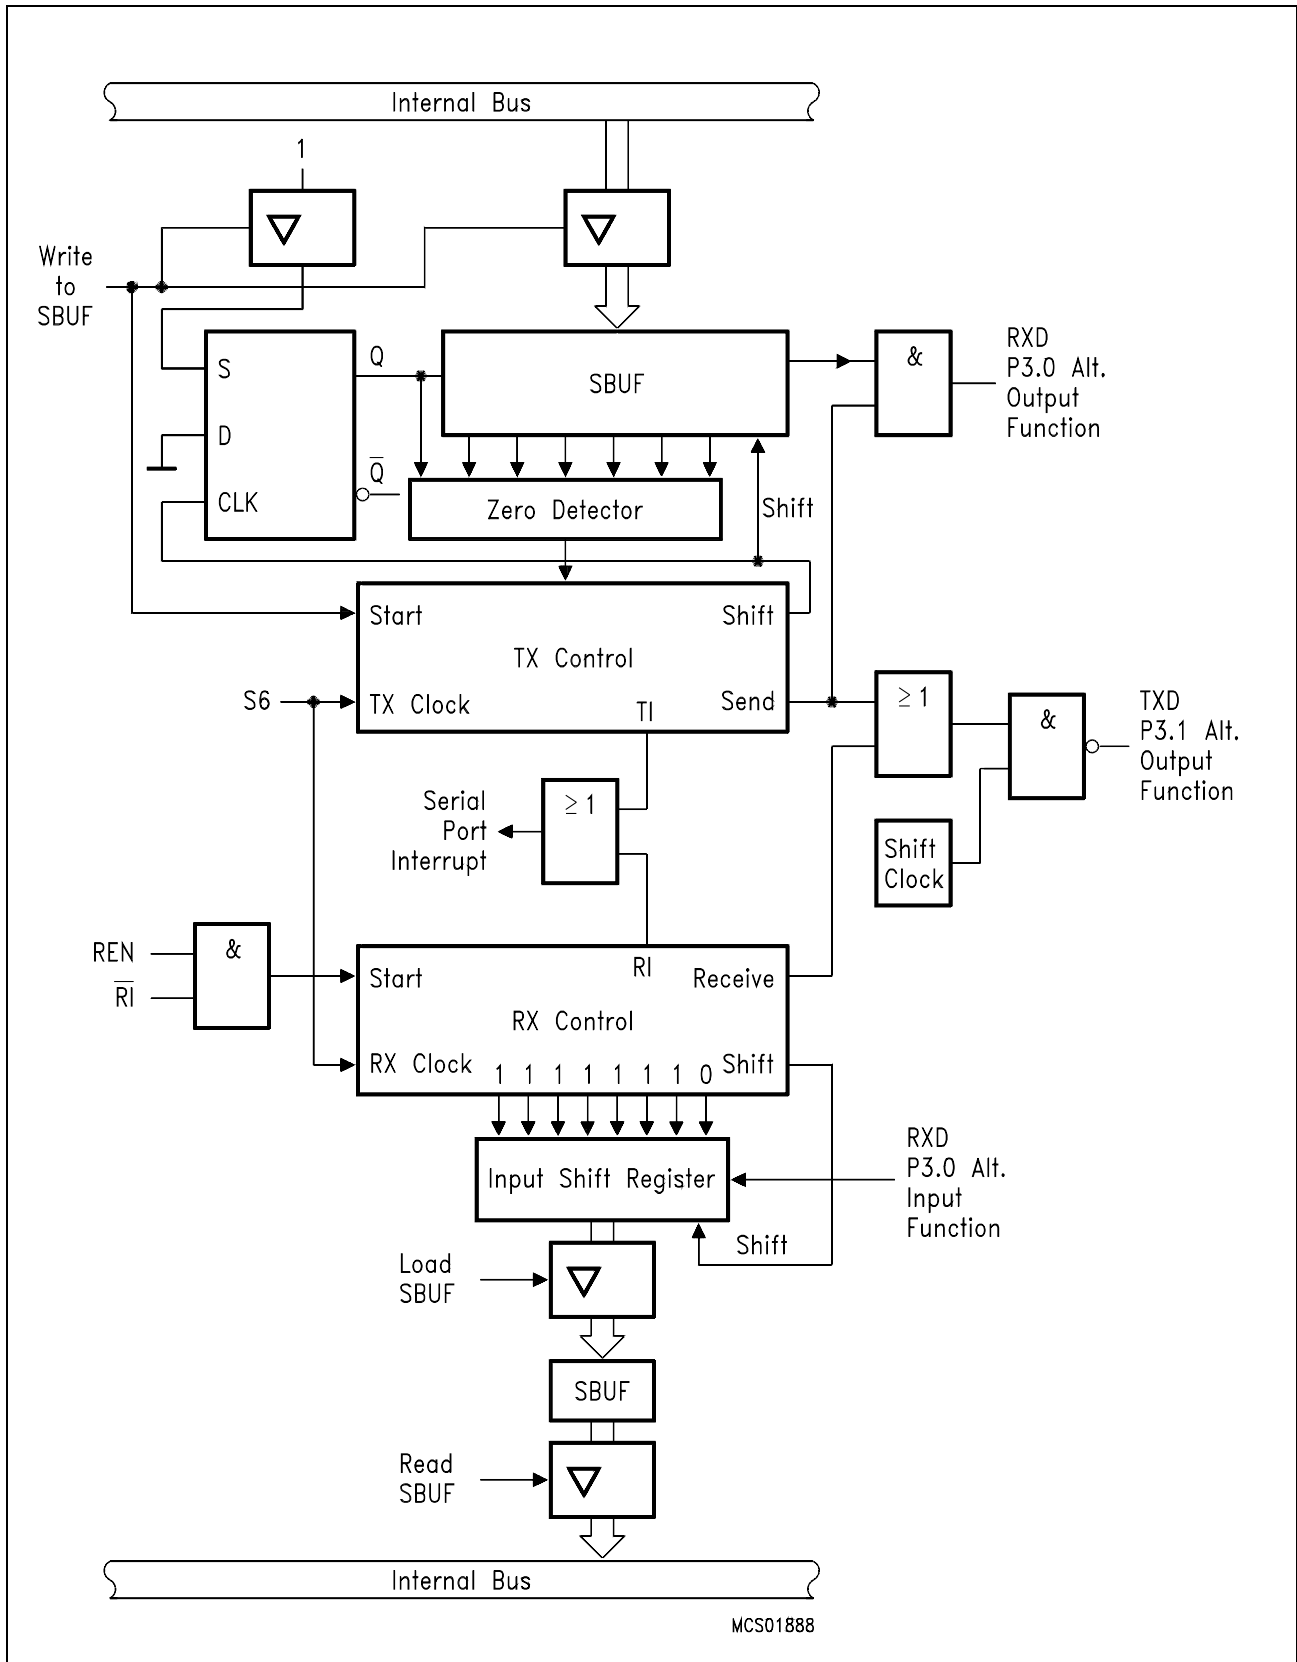 Internal Bus
1
Write
to
SBUF
S
D
CLK
Q
Q̅
SBUF
&
RXD
P3.0 Alt.
Output
Function
Zero Detector
Shift
Start
Shift
TX Control
S6
TX Clock
TI
Send
≥1
&
TXD
P3.1 Alt.
Output
Function
Serial
Port
Interrupt
≥1
Shift
Clock
REN
R̅I̅
&
Start
RI
Receive
RX Control
RX Clock
1 1 1 1 1 1 1 0
Shift
Input Shift Register
RXD
P3.0 Alt.
Input
Function
Shift
Load
SBUF
SBUF
Read
SBUF
Internal Bus
MCS01888